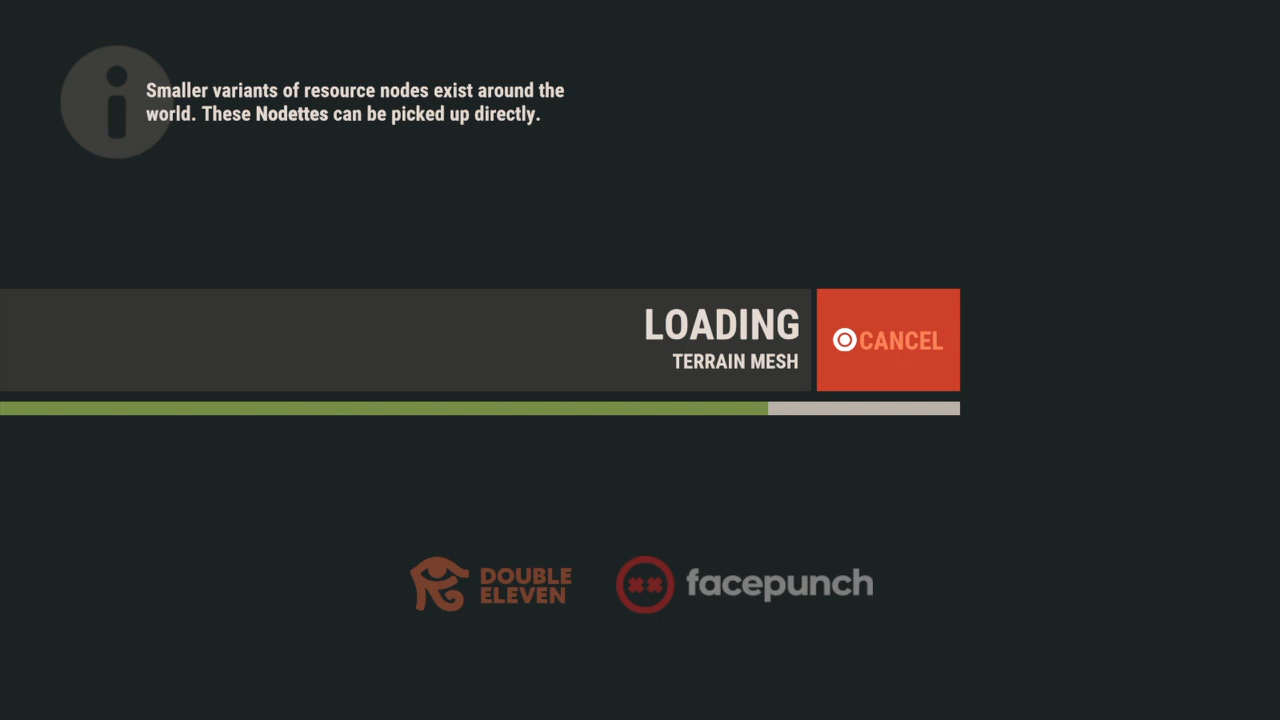 Smaller variants of resource nodes exist around the
world. These Nodettes can be picked up directly.
LOADING
TERRAIN MESH
CANCEL
DOUBLE
ELEVEN
facepunch